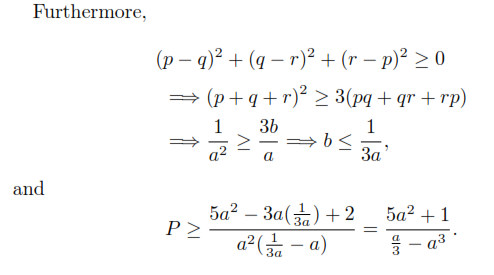 Furthermore,
(p − q)² + (q − r)² + (r − p)² ≥ 0
⟹ (p + q + r)² ≥ 3(pq + qr + rp)
⟹ 1/a² ≥ 3b/a ⟹ b ≤ 1/3a,
and
P ≥ (5a² − 3a(1/3a) + 2)/(a²(1/3a − a)) = (5a² + 1)/(a/3 − a³).